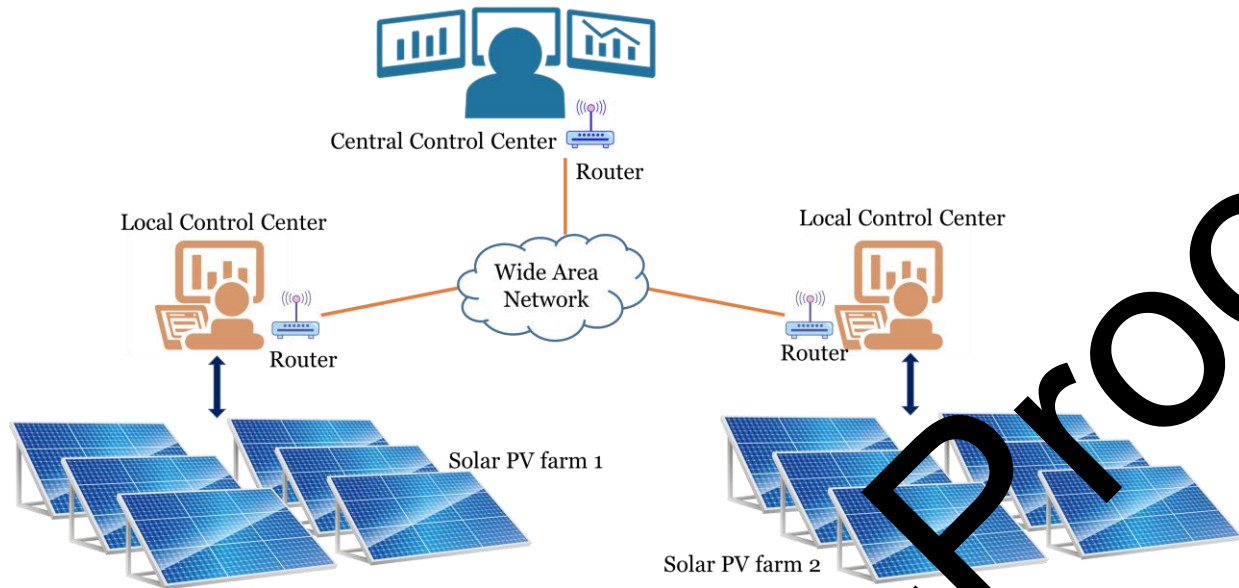 Central Control Center
Router
Local Control Center
Local Control Center
Wide Area
Network
Router
Router
Solar PV farm 1
Solar PV farm 2